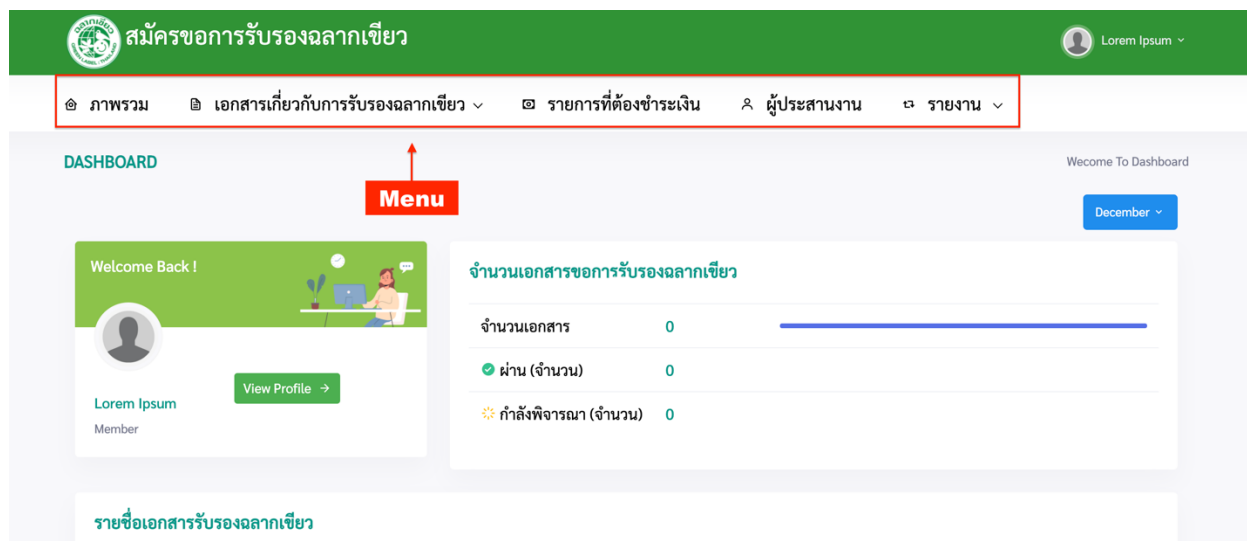 สมัครขอการรับรองฉลากเขียว
Lorem Ipsum
ภาพรวม เอกสารเกี่ยวกับการรับรองฉลากเขียว รายการที่ต้องชำระเงิน ผู้ประสานงาน รายงาน
DASHBOARD
Wecome To Dashboard
Menu
December
Welcome Back !
จำนวนเอกสารขอการรับรองฉลากเขียว
จำนวนเอกสาร 0
ผ่าน (จำนวน) 0
View Profile →
Lorem Ipsum
กำลังพิจารณา (จำนวน) 0
Member
รายชื่อเอกสารรับรองฉลากเขียว